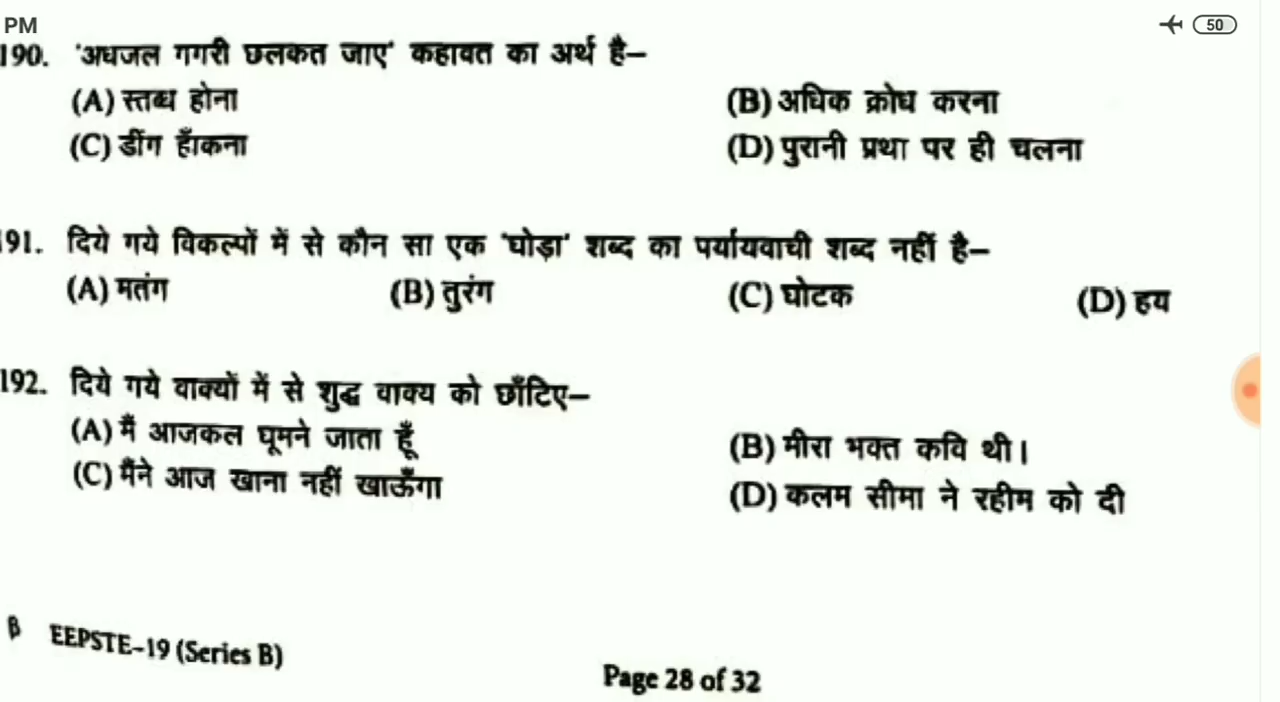 PM
50
190. 'अधजल गगरी छलकत जाए' कहावत का अर्थ है–
(A) स्तब्ध होना (B) अधिक क्रोध करना
(C) डींग हाँकना (D) पुरानी प्रथा पर ही चलना
191. दिये गये विकल्पों में से कौन सा एक 'घोड़ा' शब्द का पर्यायवाची शब्द नहीं है–
(A) मतंग (B) तुरंग (C) घोटक (D) हय
192. दिये गये वाक्यों में से शुद्ध वाक्य को छाँटिए–
(A) मैं आजकल घूमने जाता हूँ (B) मीरा भक्त कवि थी।
(C) मैंने आज खाना नहीं खाऊँगा (D) कलम सीमा ने रहीम को दी
B EEPSTE-19 (Series B)
Page 28 of 32